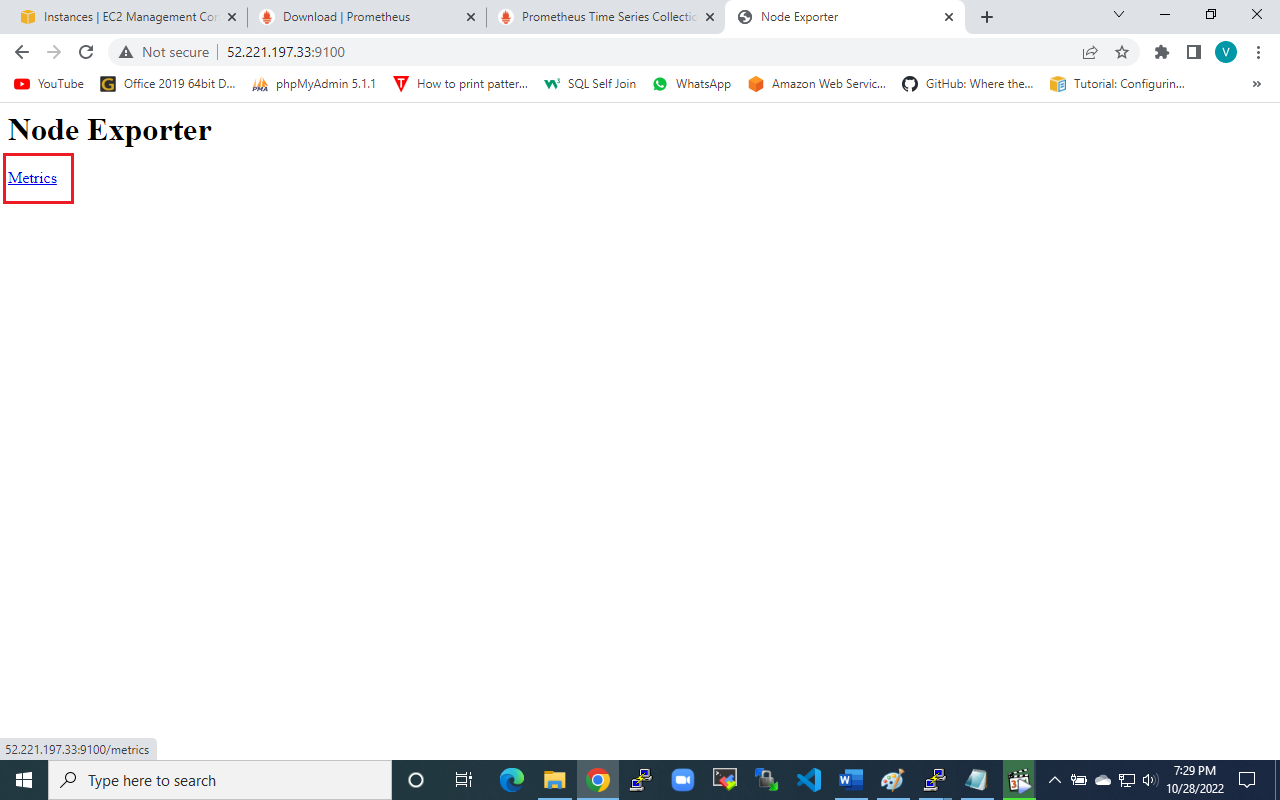 Instances | EC2 Management Con
Download | Prometheus
Prometheus Time Series Collectio
Node Exporter
Not secure
52.221.197.33:9100
V
YouTube
Office 2019 64bit D...
phpMyAdmin 5.1.1
How to print patter...
SQL Self Join
WhatsApp
Amazon Web Servic...
GitHub: Where the...
Tutorial: Configurin...
»
Node Exporter
Metrics
52.221.197.33:9100/metrics
Type here to search
7:29 PM
10/28/2022